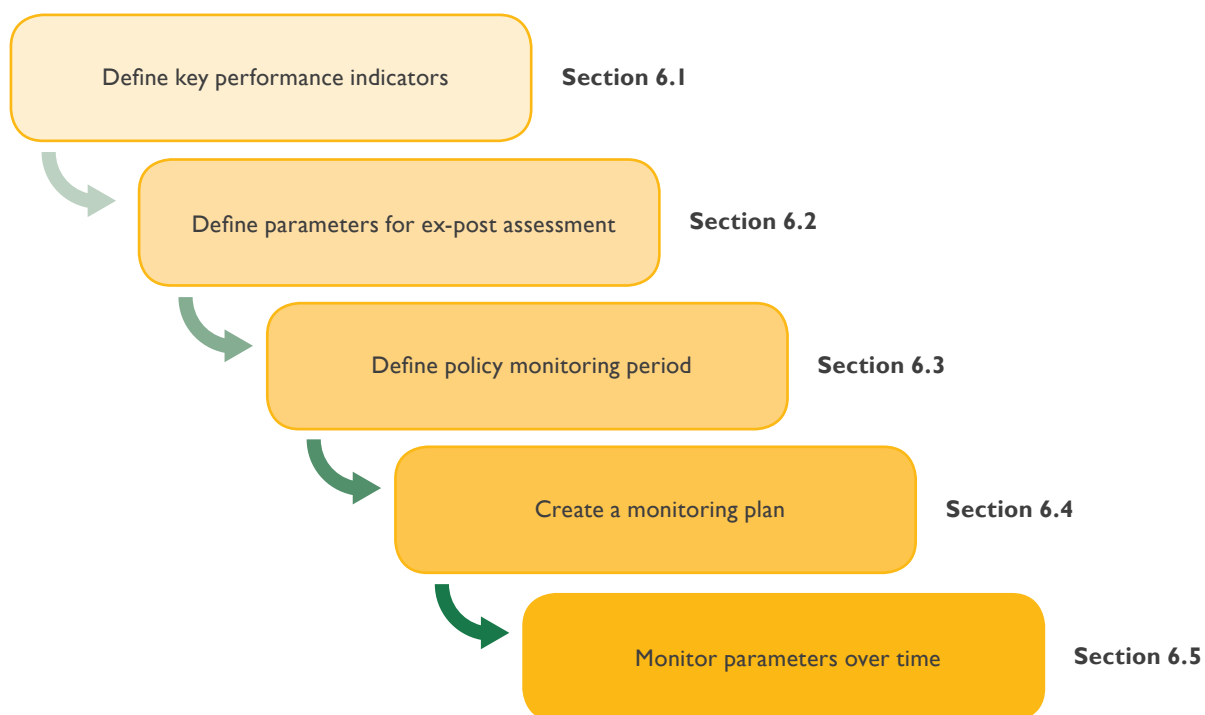 Define key performance indicators
Section 6.1
Define parameters for ex-post assessment
Section 6.2
Define policy monitoring period
Section 6.3
Create a monitoring plan
Section 6.4
Monitor parameters over time
Section 6.5